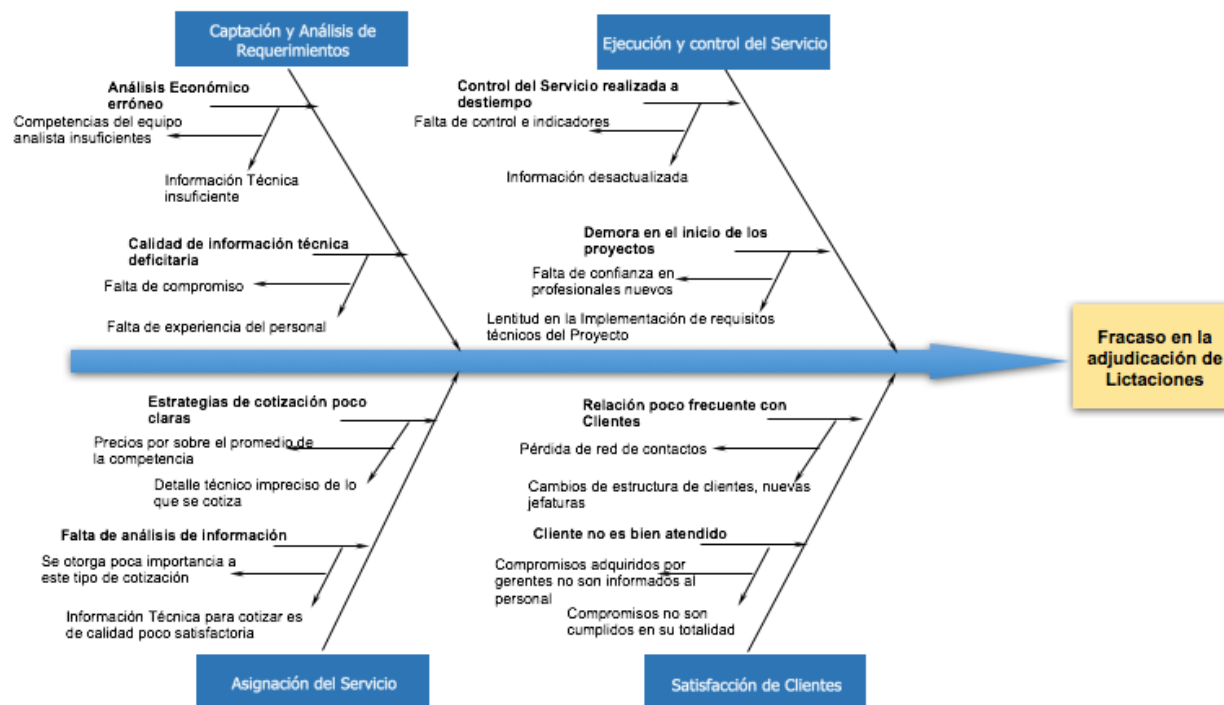 Captación y Análisis de
Requerimientos
Ejecución y control del Servicio
Análisis Económico
erróneo
Competencias del equipo
analista insuficientes
Información Técnica
insuficiente
Control del Servicio realizada a
destiempo
Falta de control e indicadores
Información desactualizada
Calidad de información técnica
deficitaria
Falta de compromiso
Falta de experiencia del personal
Demora en el inicio de los
proyectos
Falta de confianza en
profesionales nuevos
Lentitud en la Implementación de requisitos
técnicos del Proyecto
Fracaso en la
adjudicación de
Lictaciones
Estrategias de cotización poco
claras
Precios por sobre el promedio de
la competencia
Detalle técnico impreciso de lo
que se cotiza
Relación poco frecuente con
Clientes
Pérdida de red de contactos
Cambios de estructura de clientes, nuevas
jefaturas
Falta de análisis de información
Se otorga poca importancia a
este tipo de cotización
Información Técnica para cotizar es
de calidad poco satisfactoria
Cliente no es bien atendido
Compromisos adquiridos por
gerentes no son informados al
personal
Compromisos no son
cumplidos en su totalidad
Asignación del Servicio
Satisfacción de Clientes